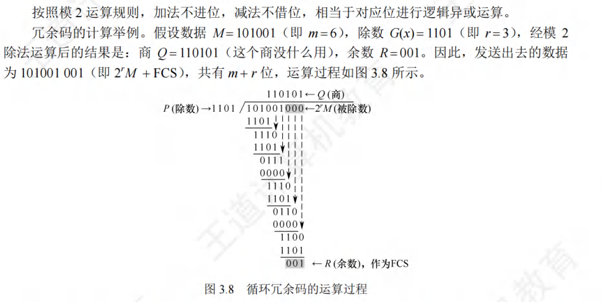 按照模 2 运算规则，加法不进位，减法不借位，相当于对应位进行逻辑异或运算。
冗余码的计算举例。假设数据 M=101001（即 m=6），除数 G(x)=1101（即 r=3），经模 2
除法运算后的结果是：商 Q=110101（这个商没什么用），余数 R=001。因此，发送出去的数据
为 101001 001（即 2ʳM +FCS），共有 m+r 位，运算过程如图 3.8 所示。
110101 ←Q (商)
P (除数) →1101 / 101001000 ←2ʳM (被除数)
1101
1110
1101
0111
0000
1110
1101
0110
0000
1100
1101
001 ← R (余数)，作为FCS
图 3.8 循环冗余码的运算过程